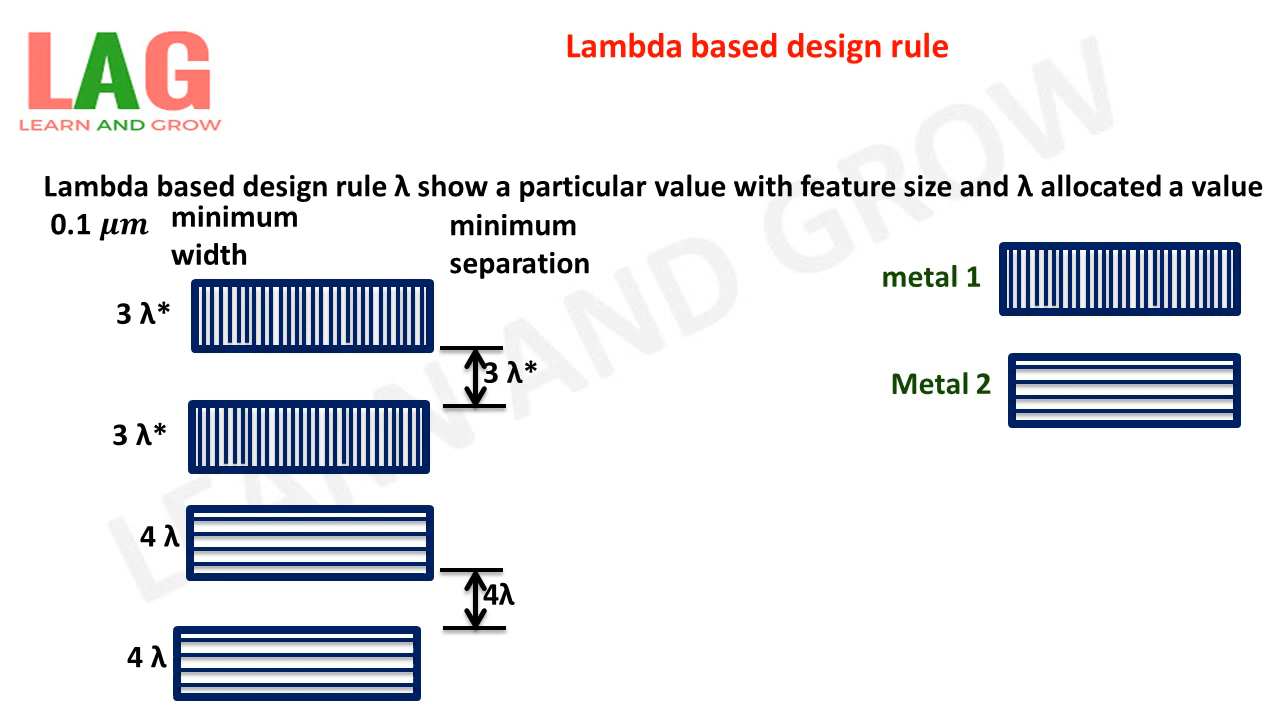 LAG
LEARN AND GROW
Lambda based design rule
LEARN AND GROW
Lambda based design rule λ show a particular value with feature size and λ allocated a value
0.1 𝝁𝒎
minimum
width
minimum
separation
metal 1
3 λ*
3 λ*
Metal 2
3 λ*
4 λ
4λ
4 λ